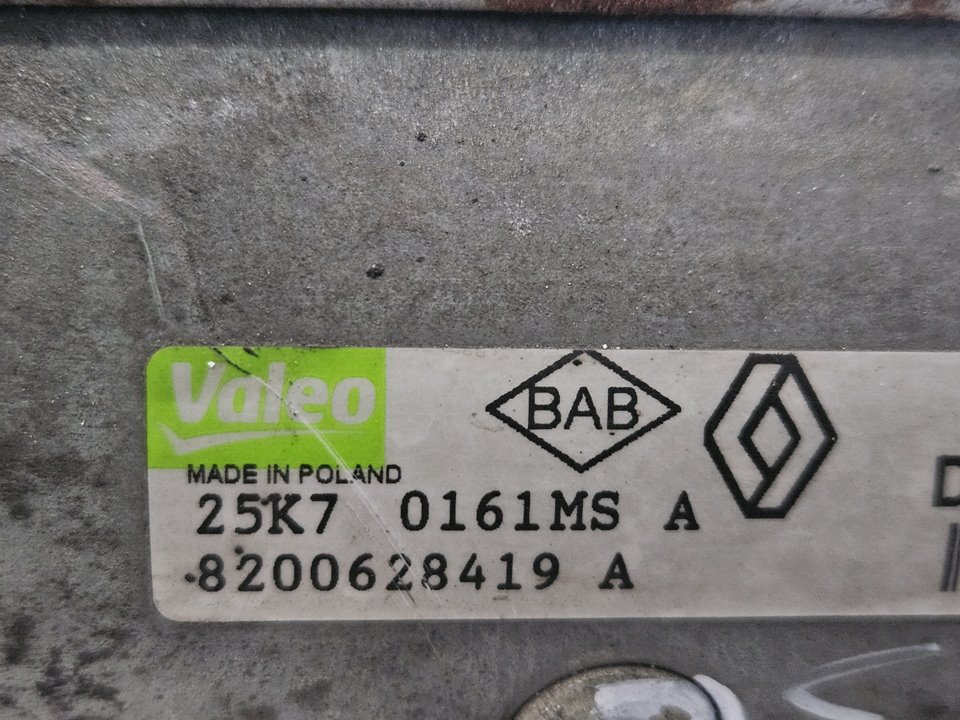 Valeo
BAB
MADE IN POLAND
25K7 0161MS A
8200628419 A
D